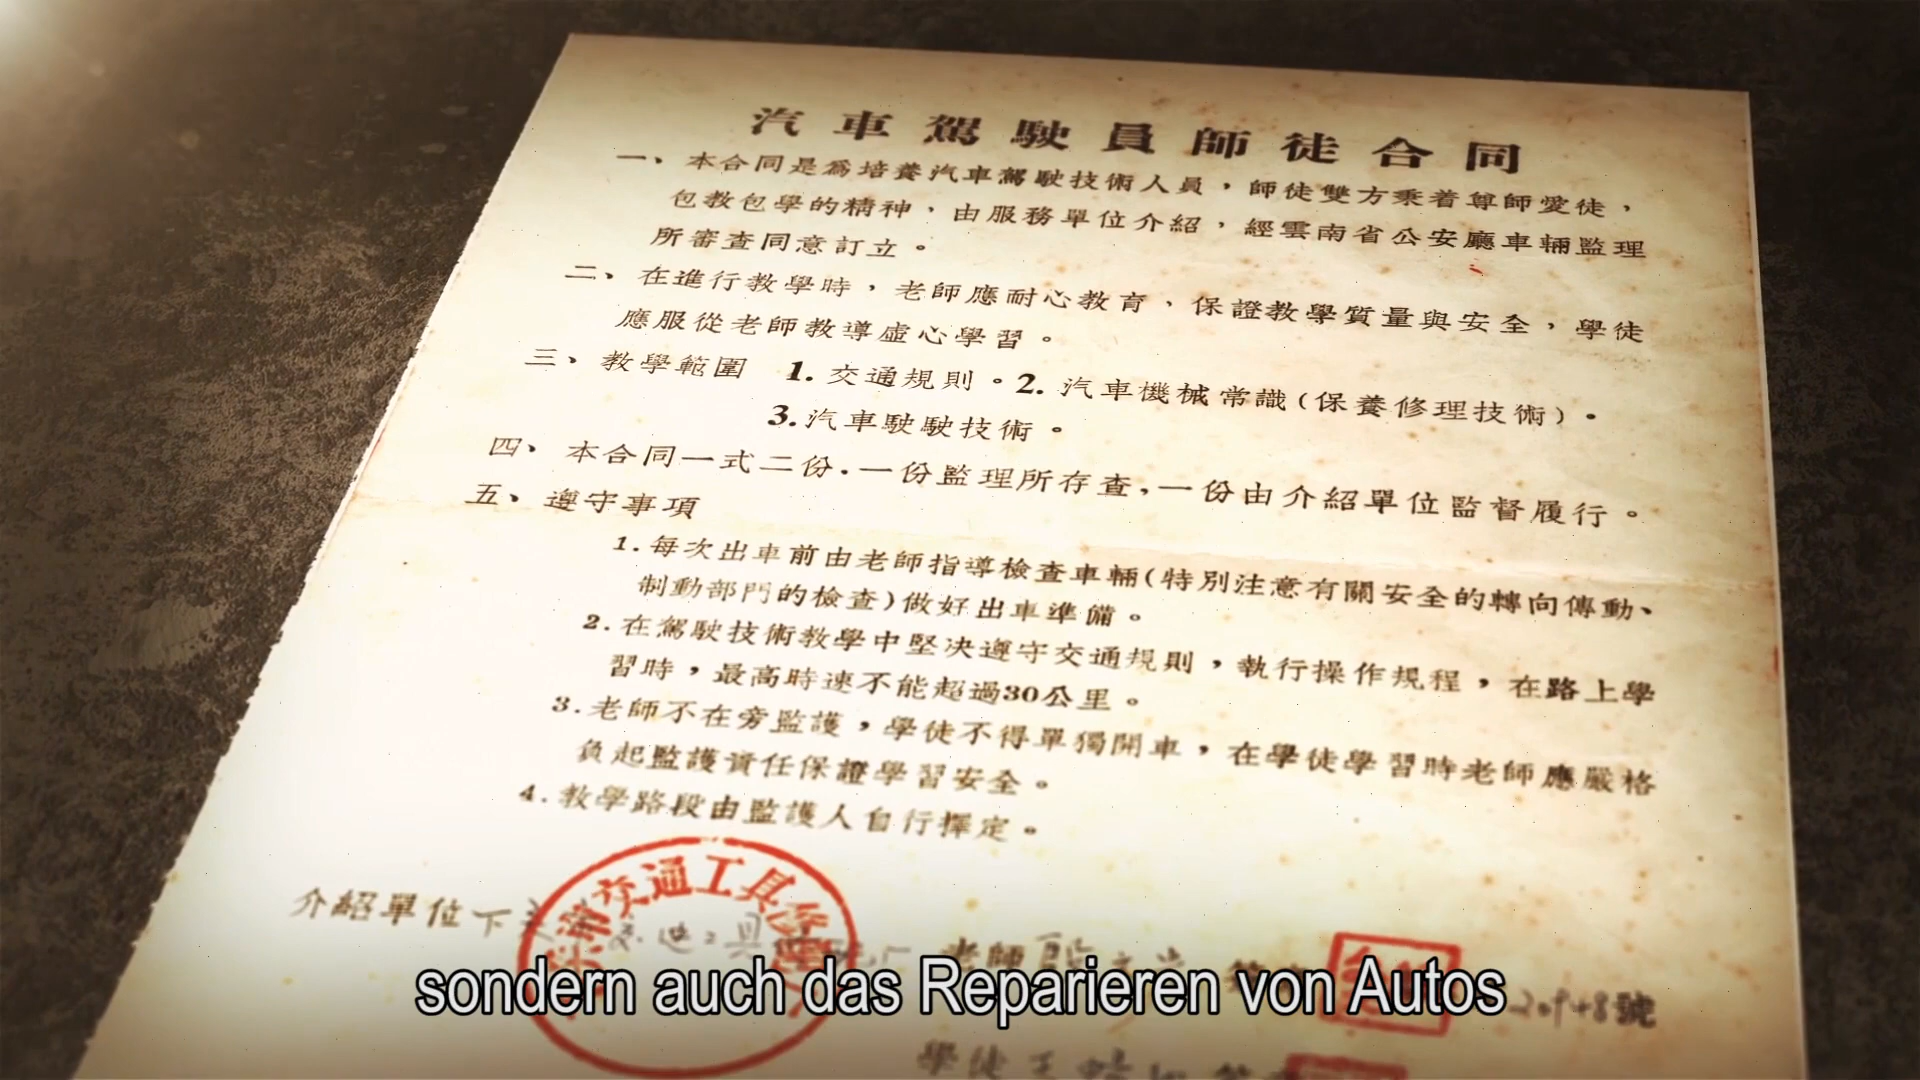 汽車駕駛員師徒合同
一、本合同是爲培養汽車駕駛技術人員，師徒雙方秉着尊師愛徒，
包教包學的精神，由服務單位介紹，經雲南省公安廳車輛監理
所審查同意訂立。
二、在進行教學時，老師應耐心教育、保證教學質量與安全，學徒
應服從老師教導虛心學習。
三、教學範圍 1. 交通規則。2. 汽車機械常識(保養修理技術)。
3.汽車駛駛技術。
四、本合同一式二份.一份監理所存查,一份由介紹單位監督履行。
五、遵守事項
1.每次出車前由老師指導檢查車輛(特別注意有關安全的轉向傳動、
制動部門的檢查)做好出車準備。
2.在駕駛技術教學中堅决遵守交通規則，執行操作規程，在路上學
習時，最高時速不能超過30公里。
3.老師不在旁監護，學徒不得單獨開車，在學徒學習時老師應嚴格
負起監護責任保證學習安全。
4.教學路段由監護人自行擇定。
交通工具
介紹單位下 老師 號
sondern auch das Reparieren von Autos
學徒王